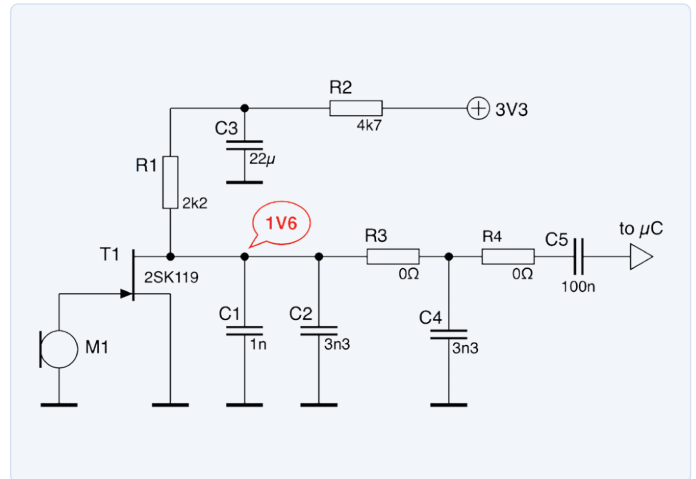 R2
3V3
4k7
C3
22µ
R1
2k2
1V6
T1
2SK119
R3
0Ω
R4
0Ω
C5
100n
to µC
M1
C1
1n
C2
3n3
C4
3n3